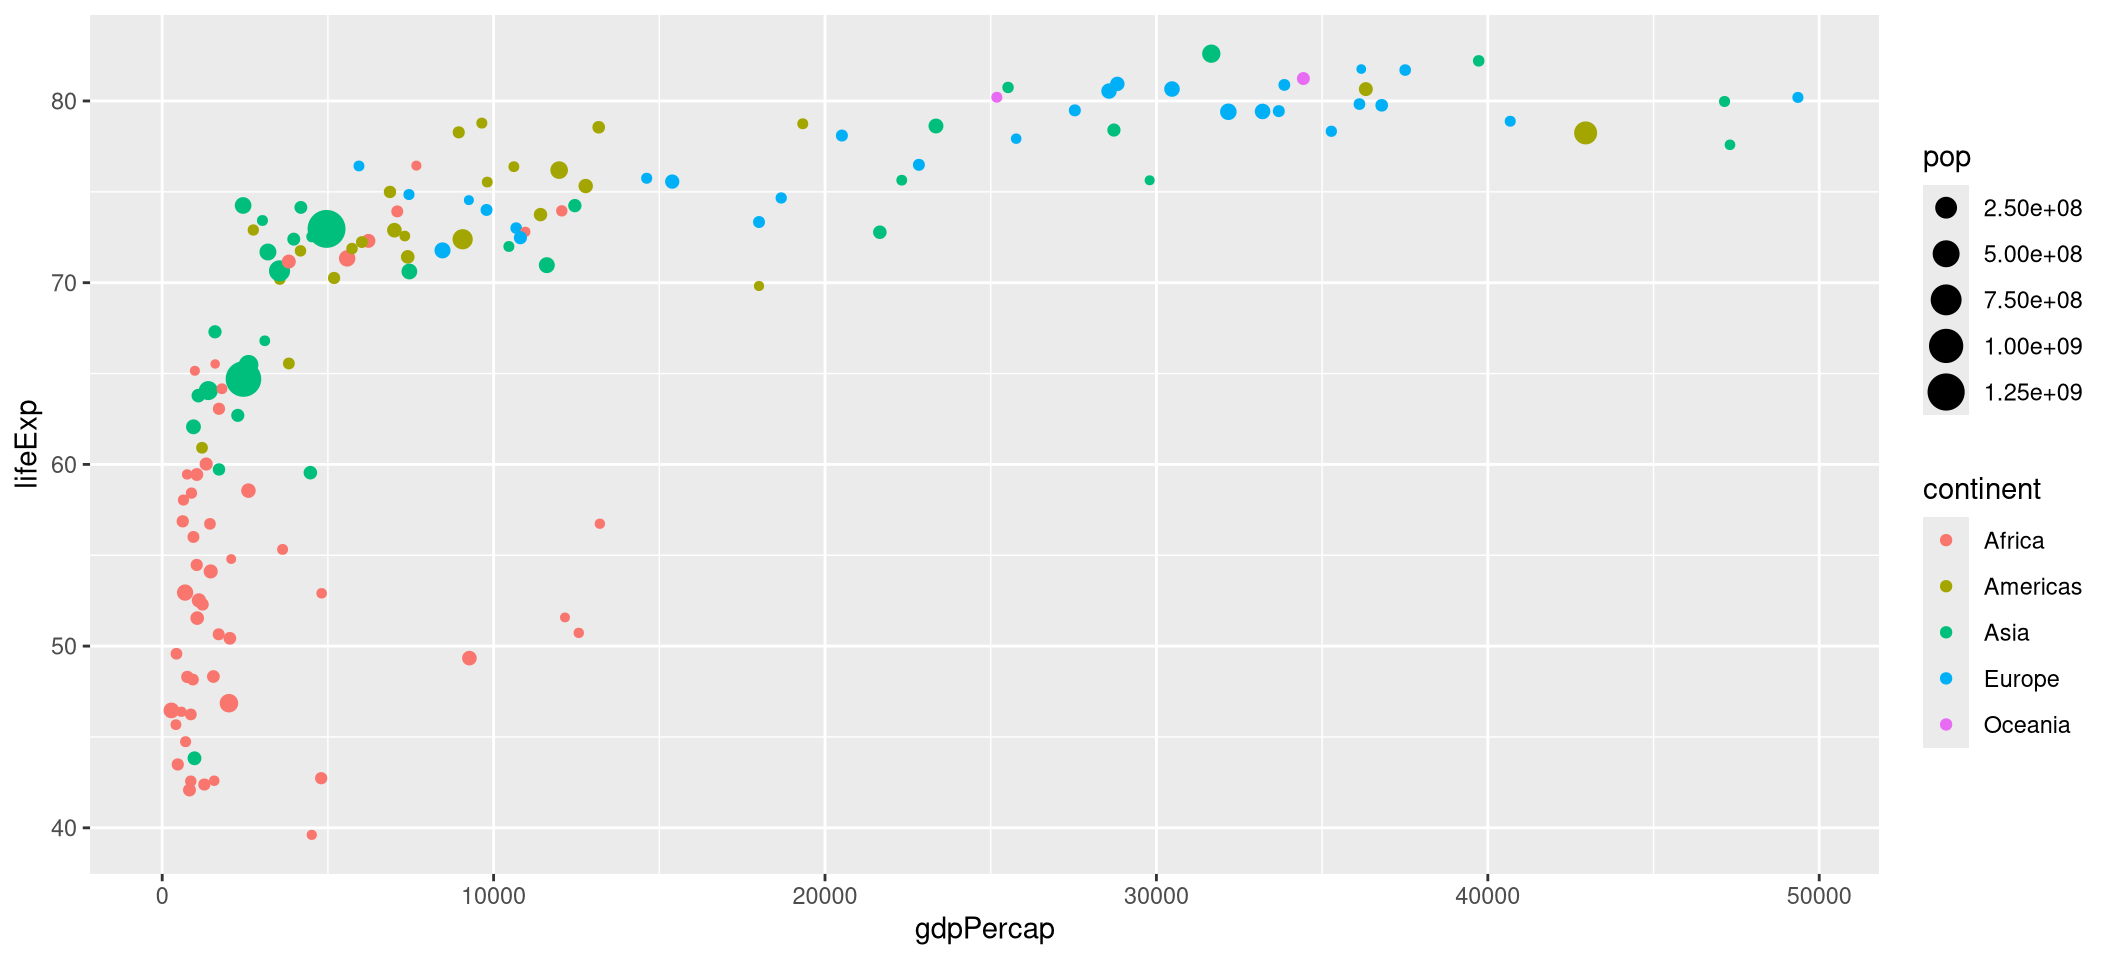 lifeExp
80
70
60
50
40
0 10000 20000 30000 40000 50000
gdpPercap
pop
2.50e+08
5.00e+08
7.50e+08
1.00e+09
1.25e+09
continent
Africa
Americas
Asia
Europe
Oceania